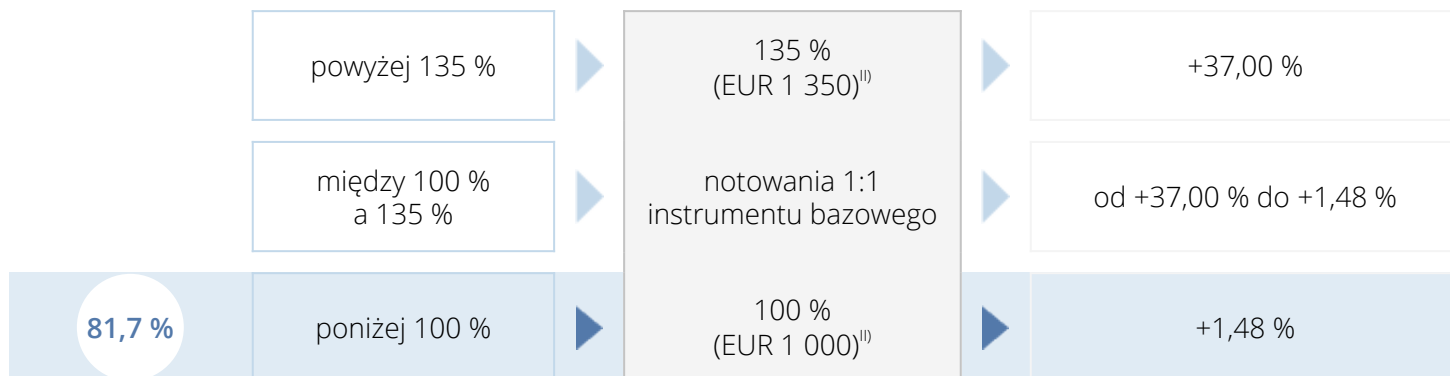 powyżej 135 %
135 %
(EUR 1 350)II)
+37,00 %
między 100 %
a 135 %
notowania 1:1
instrumentu bazowego
od +37,00 % do +1,48 %
81,7 %
poniżej 100 %
100 %
(EUR 1 000)II)
+1,48 %